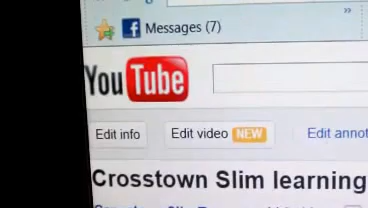 »
Messages (7)
YouTube
Edit info Edit video NEW Edit annot
Crosstown Slim learning